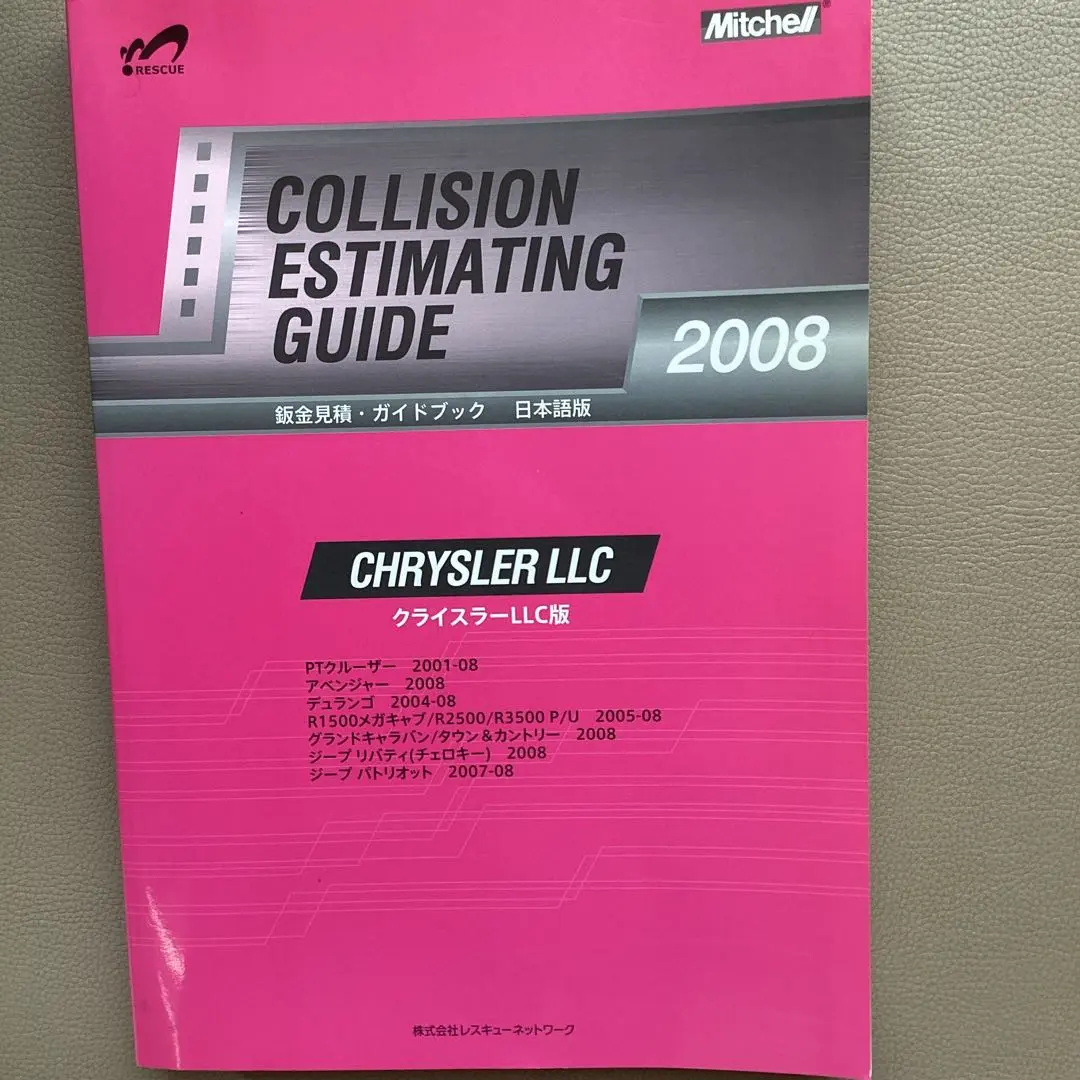 RESCUE
Mitchell®
COLLISION
ESTIMATING
GUIDE
2008
鈑金見積・ガイドブック 日本語版
CHRYSLER LLC
クライスラーLLC版
PTクルーザー 2001-08
アベンジャー 2008
デュランゴ 2004-08
R1500メガキャブ/R2500/R3500 P/U 2005-08
グランドキャラバン/タウン＆カントリー 2008
ジープ リバティ(チェロキー) 2008
ジープ パトリオット 2007-08
株式会社レスキューネットワーク